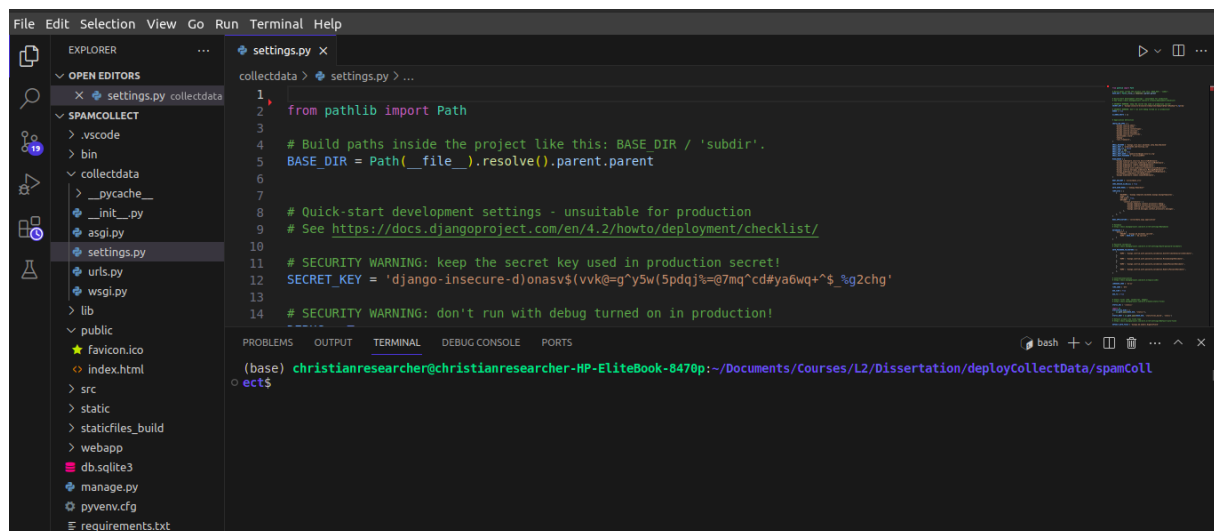 File Edit Selection View Go Run Terminal Help
EXPLORER ...
OPEN EDITORS
settings.py collectdata
SPAMCOLLECT
.vscode
bin
collectdata
__pycache__
__init__.py
asgi.py
settings.py
urls.py
wsgi.py
lib
public
favicon.ico
index.html
src
static
staticfiles_build
webapp
db.sqlite3
manage.py
pyvenv.cfg
requirements.txt
19
settings.py
collectdata > settings.py > ...
1
2 from pathlib import Path
3
4 # Build paths inside the project like this: BASE_DIR / 'subdir'.
5 BASE_DIR = Path(__file__).resolve().parent.parent
6
7
8 # Quick-start development settings - unsuitable for production
9 # See https://docs.djangoproject.com/en/4.2/howto/deployment/checklist/
10
11 # SECURITY WARNING: keep the secret key used in production secret!
12 SECRET_KEY = 'django-insecure-d)onasv$(vvk@=g^y5w(5pdqj%=@7mq^cd#ya6wq+^$_%g2chg'
13
14 # SECURITY WARNING: don't run with debug turned on in production!
PROBLEMS OUTPUT TERMINAL DEBUG CONSOLE PORTS
bash
(base) christianresearcher@christianresearcher-HP-EliteBook-8470p:~/Documents/Courses/L2/Dissertation/deployCollectData/spamColl
ect$